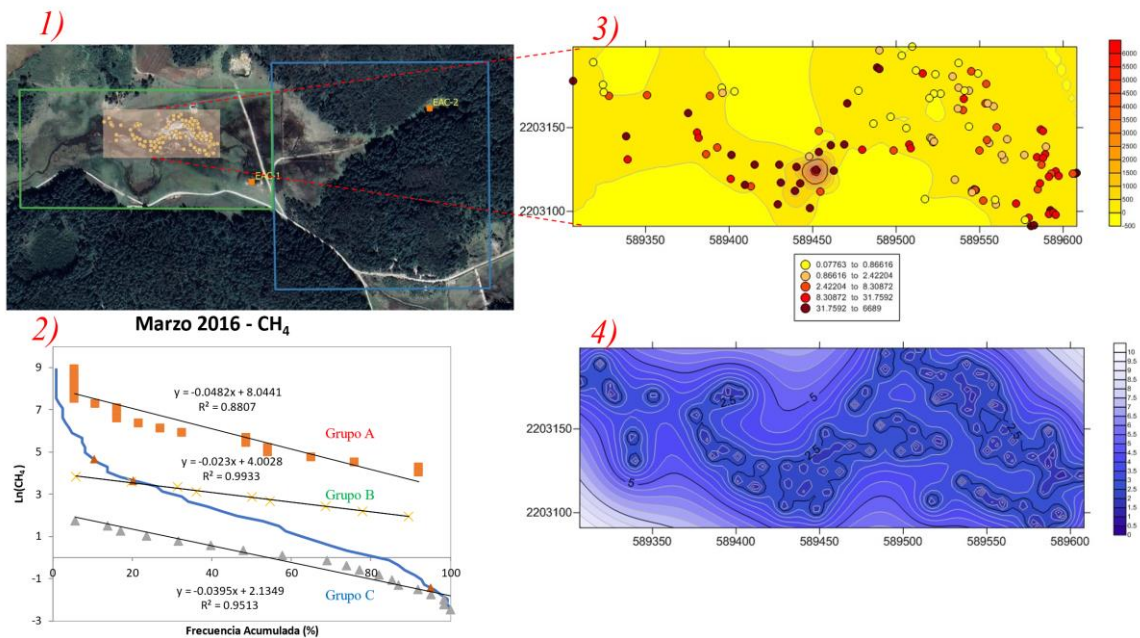 1)
EAC-2
EAC-1
2)
Marzo 2016 - CH₄
Ln(CH₄)
9
7
5
3
1
-1
-3
0
20
40
60
80
100
y = -0.0482x + 8.0441
R² = 0.8807
Grupo A
y = -0.023x + 4.0028
R² = 0.9933
Grupo B
y = -0.0395x + 2.1349
R² = 0.9513
Grupo C
Frecuencia Acumulada (%)
3)
2203150
2203100
589350 589400 589450 589500 589550 589600
0.07763 to 0.86616
0.86616 to 2.42204
2.42204 to 8.30872
8.30872 to 31.7592
31.7592 to 6689
6000
5500
5000
4500
4000
3500
3000
2500
2000
1500
1000
500
0
-500
4)
2203150
2203100
589350 589400 589450 589500 589550 589600
5
2.5
2.5
5
10
9.5
9
8.5
8
7.5
7
6.5
6
5.5
5
4.5
4
3.5
3
2.5
2
1.5
1
0.5
0